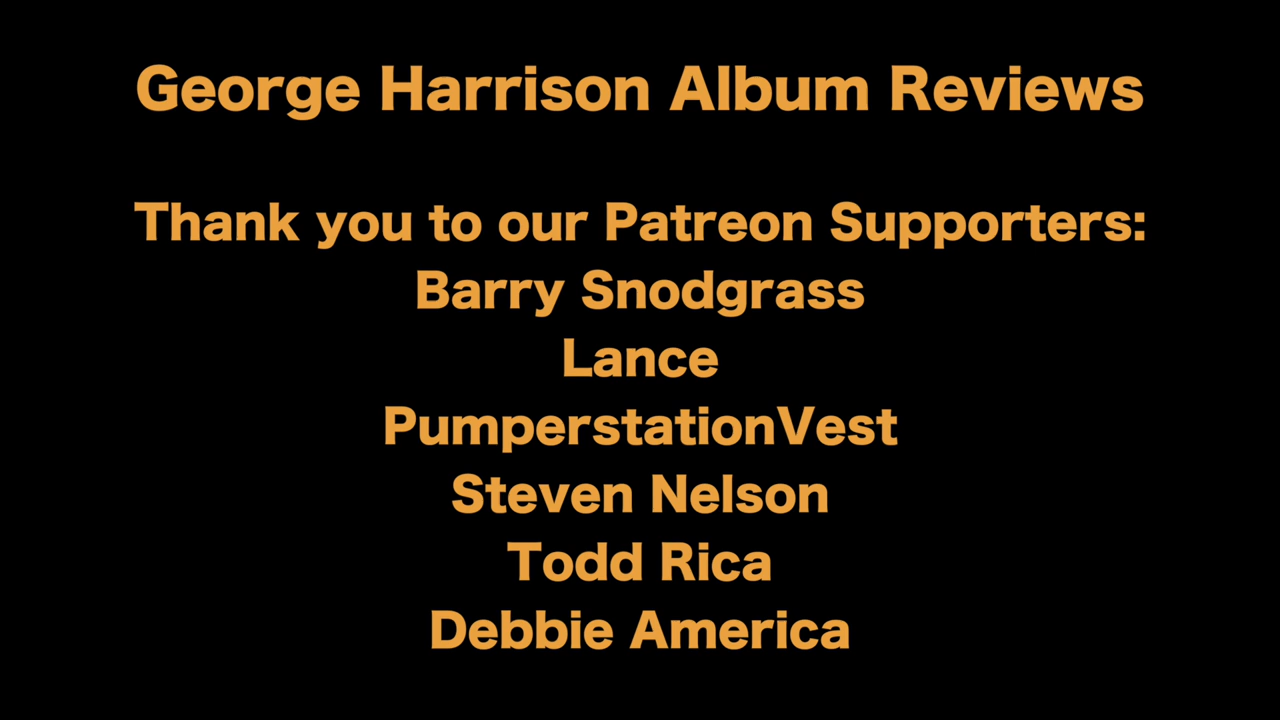 George Harrison Album Reviews
Thank you to our Patreon Supporters:
Barry Snodgrass
Lance
PumperstationVest
Steven Nelson
Todd Rica
Debbie America